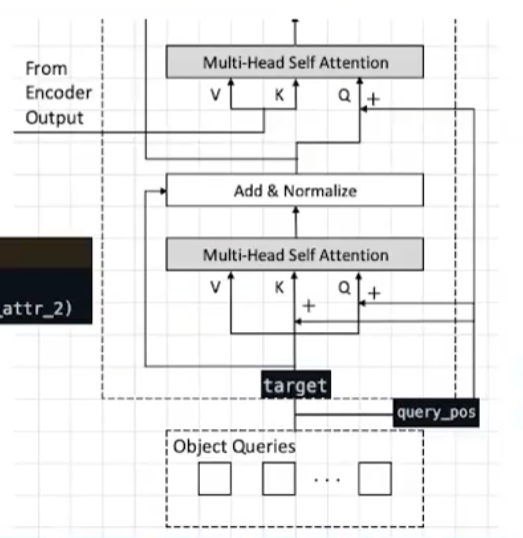 Multi-Head Self Attention
From
Encoder
Output
V K Q +
Add & Normalize
Multi-Head Self Attention
V K Q +
+
_attr_2)
target
query_pos
Object Queries
...